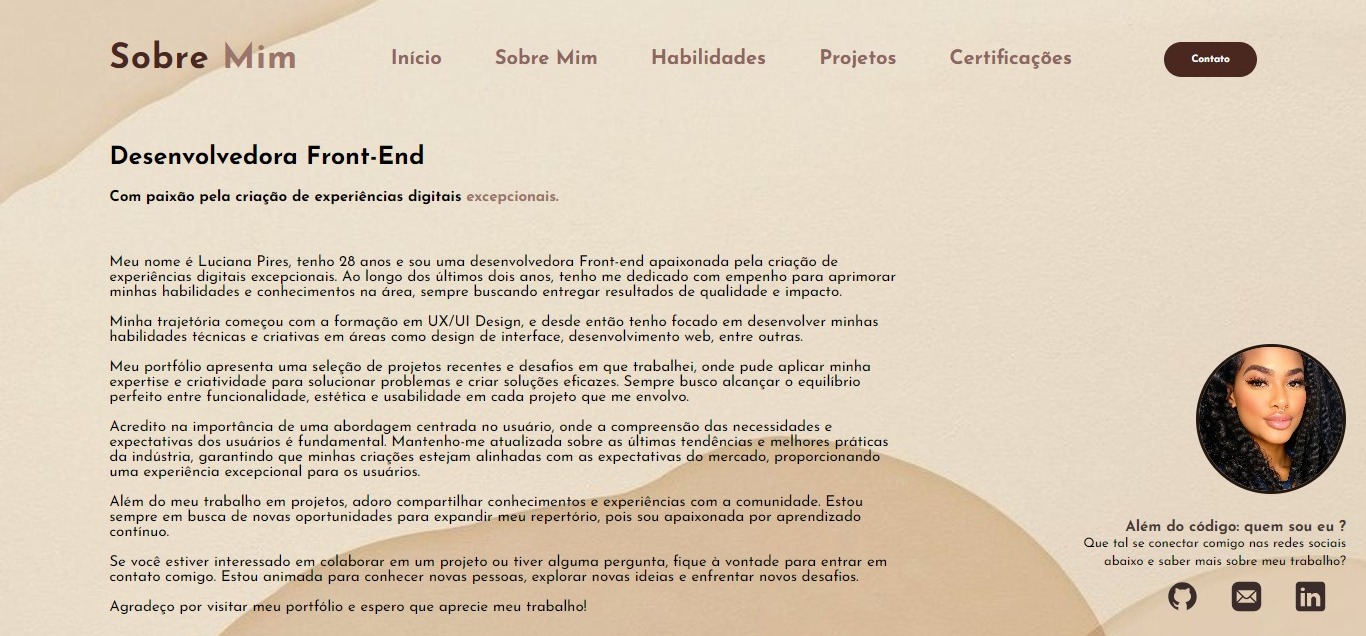 Sobre Mim
Início Sobre Mim Habilidades Projetos Certificações Contato
Desenvolvedora Front-End
Com paixão pela criação de experiências digitais excepcionais.
Meu nome é Luciana Pires, tenho 28 anos e sou uma desenvolvedora Front-end apaixonada pela criação de
experiências digitais excepcionais. Ao longo dos últimos dois anos, tenho me dedicado com empenho para aprimorar
minhas habilidades e conhecimentos na área, sempre buscando entregar resultados de qualidade e impacto.
Minha trajetória começou com a formação em UX/UI Design, e desde então tenho focado em desenvolver minhas
habilidades técnicas e criativas em áreas como design de interface, desenvolvimento web, entre outras.
Meu portfólio apresenta uma seleção de projetos recentes e desafios em que trabalhei, onde pude aplicar minha
expertise e criatividade para solucionar problemas e criar soluções eficazes. Sempre busco alcançar o equilíbrio
perfeito entre funcionalidade, estética e usabilidade em cada projeto que me envolvo.
Acredito na importância de uma abordagem centrada no usuário, onde a compreensão das necessidades e
expectativas dos usuários é fundamental. Mantenho-me atualizada sobre as últimas tendências e melhores práticas
da indústria, garantindo que minhas criações estejam alinhadas com as expectativas do mercado, proporcionando
uma experiência excepcional para os usuários.
Além do meu trabalho em projetos, adoro compartilhar conhecimentos e experiências com a comunidade. Estou
sempre em busca de novas oportunidades para expandir meu repertório, pois sou apaixonada por aprendizado
contínuo.
Se você estiver interessado em colaborar em um projeto ou tiver alguma pergunta, fique à vontade para entrar em
contato comigo. Estou animada para conhecer novas pessoas, explorar novas ideias e enfrentar novos desafios.
Agradeço por visitar meu portfólio e espero que aprecie meu trabalho!
Além do código: quem sou eu ?
Que tal se conectar comigo nas redes sociais
abaixo e saber mais sobre meu trabalho?
in